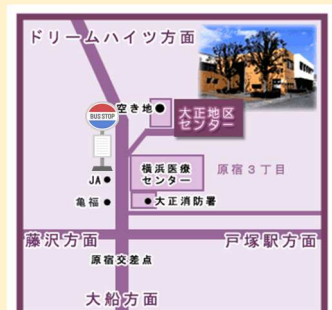 ドリームハイツ方面
BUS STOP
空き地●
大正地区
センター
横浜医療
センター
原宿3丁目
JA●
亀福●
●大正消防署
藤沢方面
戸塚駅方面
原宿交差点
大船方面